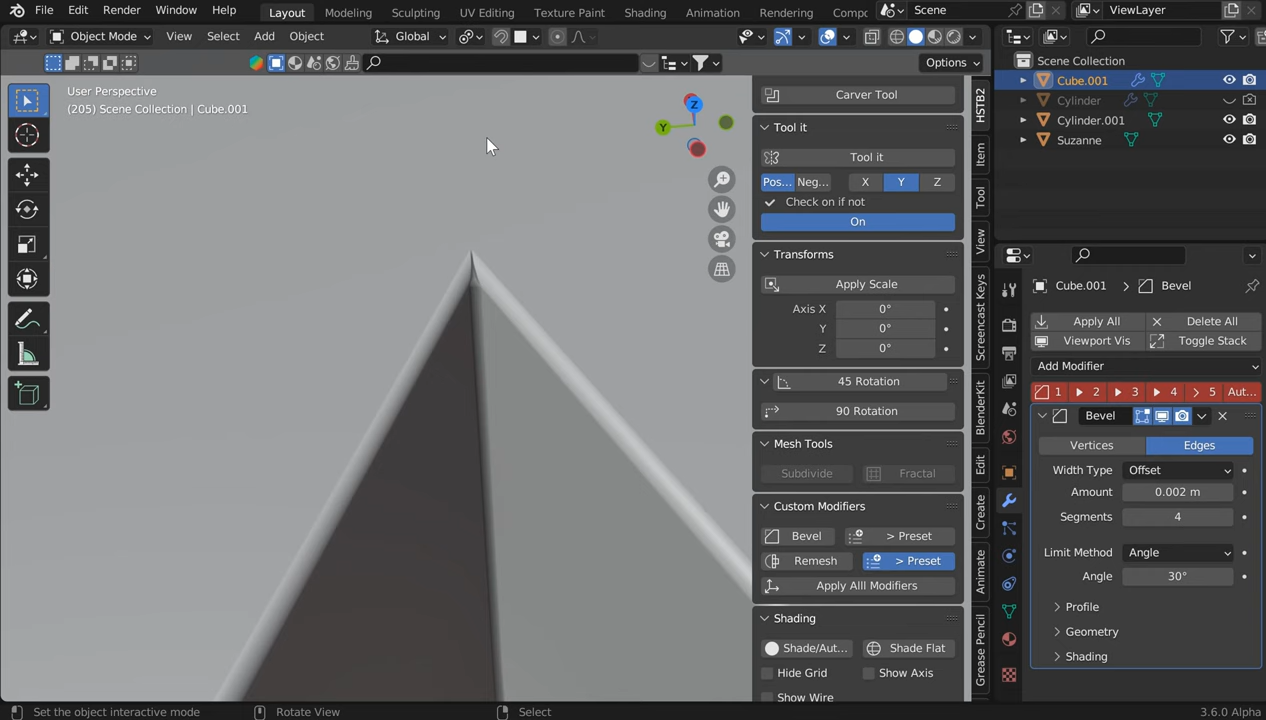 File Edit Render Window Help Layout Modeling Sculpting UV Editing Texture Paint Shading Animation Rendering Compo Scene ViewLayer
Object Mode View Select Add Object Global
Options
User Perspective
(205) Scene Collection | Cube.001
Z
Y
Carver Tool
Tool it
Tool it
Pos... Neg... X Y Z
Check on if not
On
Transforms
Apply Scale
Axis X 0°
Y 0°
Z 0°
45 Rotation
90 Rotation
Mesh Tools
Subdivide Fractal
Custom Modifiers
Bevel > Preset
Remesh > Preset
Apply Alll Modifiers
Shading
Shade/Aut... Shade Flat
Hide Grid Show Axis
Show Wire
HSTB2
Item
Tool
View
Screencast Keys
BlenderKit
Edit
Create
Animate
Grease Pencil
Scene Collection
Cube.001
Cylinder
Cylinder.001
Suzanne
Cube.001 > Bevel
Apply All Delete All
Viewport Vis Toggle Stack
Add Modifier
1 2 3 4 5 Aut...
Bevel
Vertices Edges
Width Type Offset
Amount 0.002 m
Segments 4
Limit Method Angle
Angle 30°
Profile
Geometry
Shading
Set the object interactive mode Rotate View Select 3.6.0 Alpha